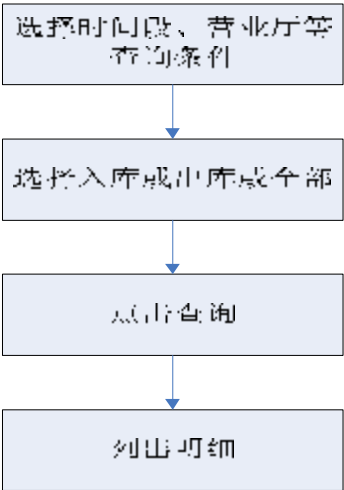 选择时间段、营业厅等
查询条件
选择入库或出库或全部
点击查询
列出明细